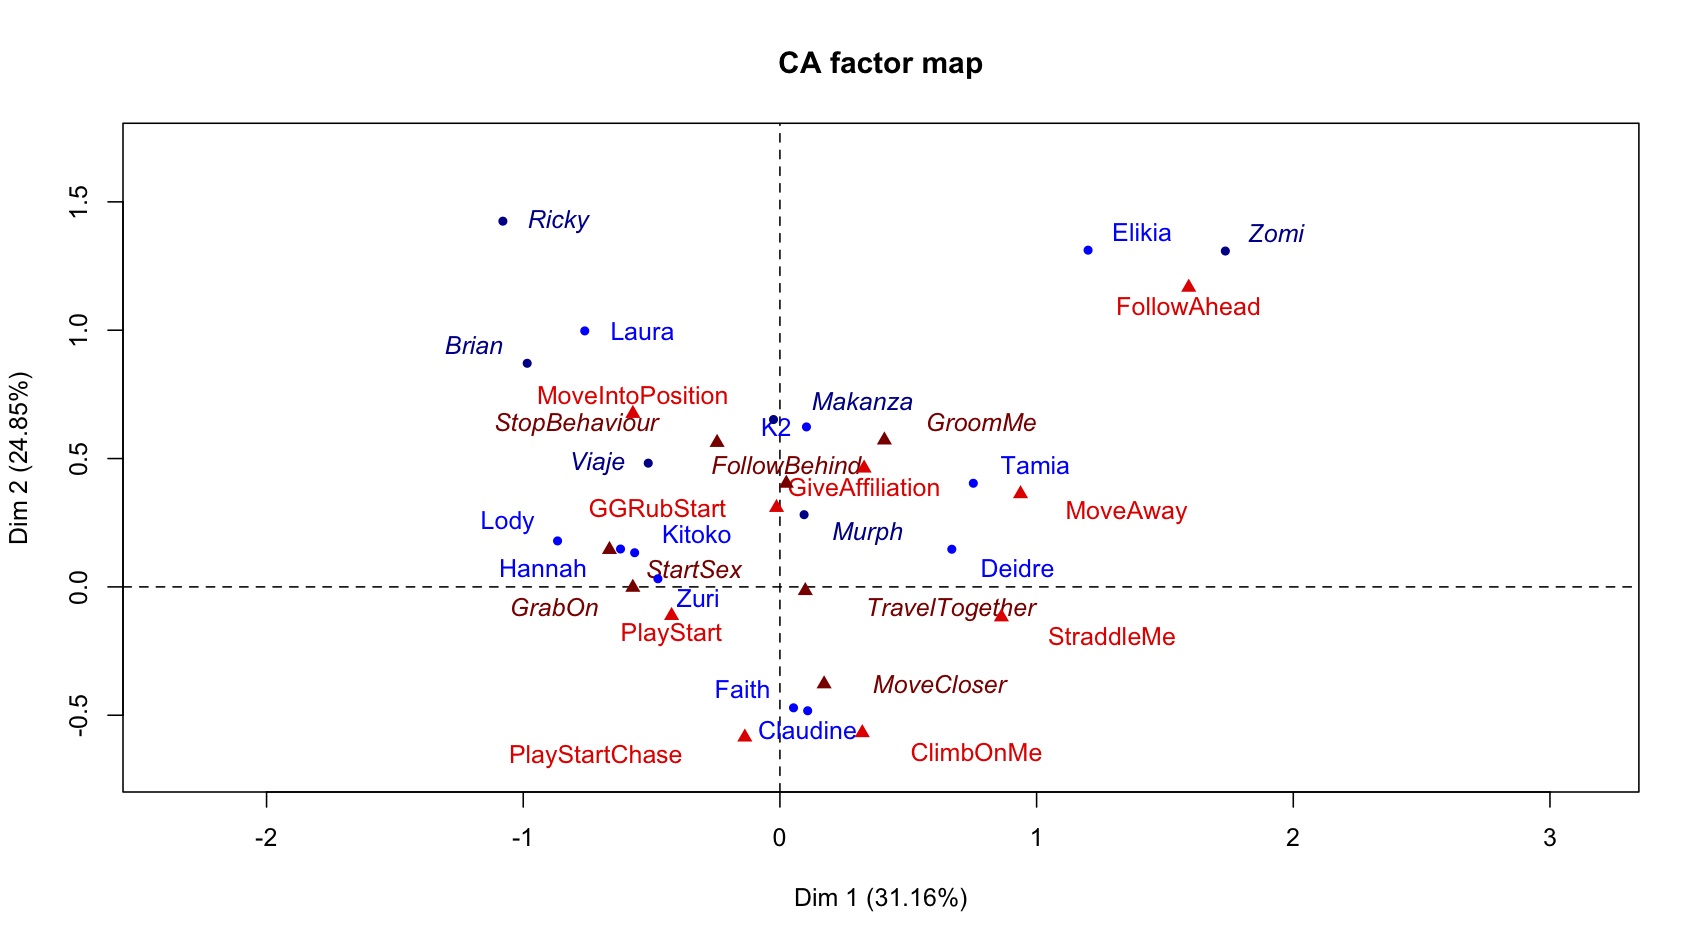 CA factor map
Ricky
Elikia
Zomi
FollowAhead
Laura
Brian
MoveIntoPosition
Makanza
StopBehaviour
K2
GroomMe
Viaje
FollowBehind
Tamia
GiveAffiliation
GGRubStart
MoveAway
Lody
Kitoko
Murph
Hannah
StartSex
Deidre
Zuri
GrabOn
TravelTogether
PlayStart
StraddleMe
Faith
MoveCloser
Claudine
PlayStartChase
ClimbOnMe
1.5
1.0
0.5
0.0
-0.5
Dim 2 (24.85%)
-2 -1 0 1 2 3
Dim 1 (31.16%)